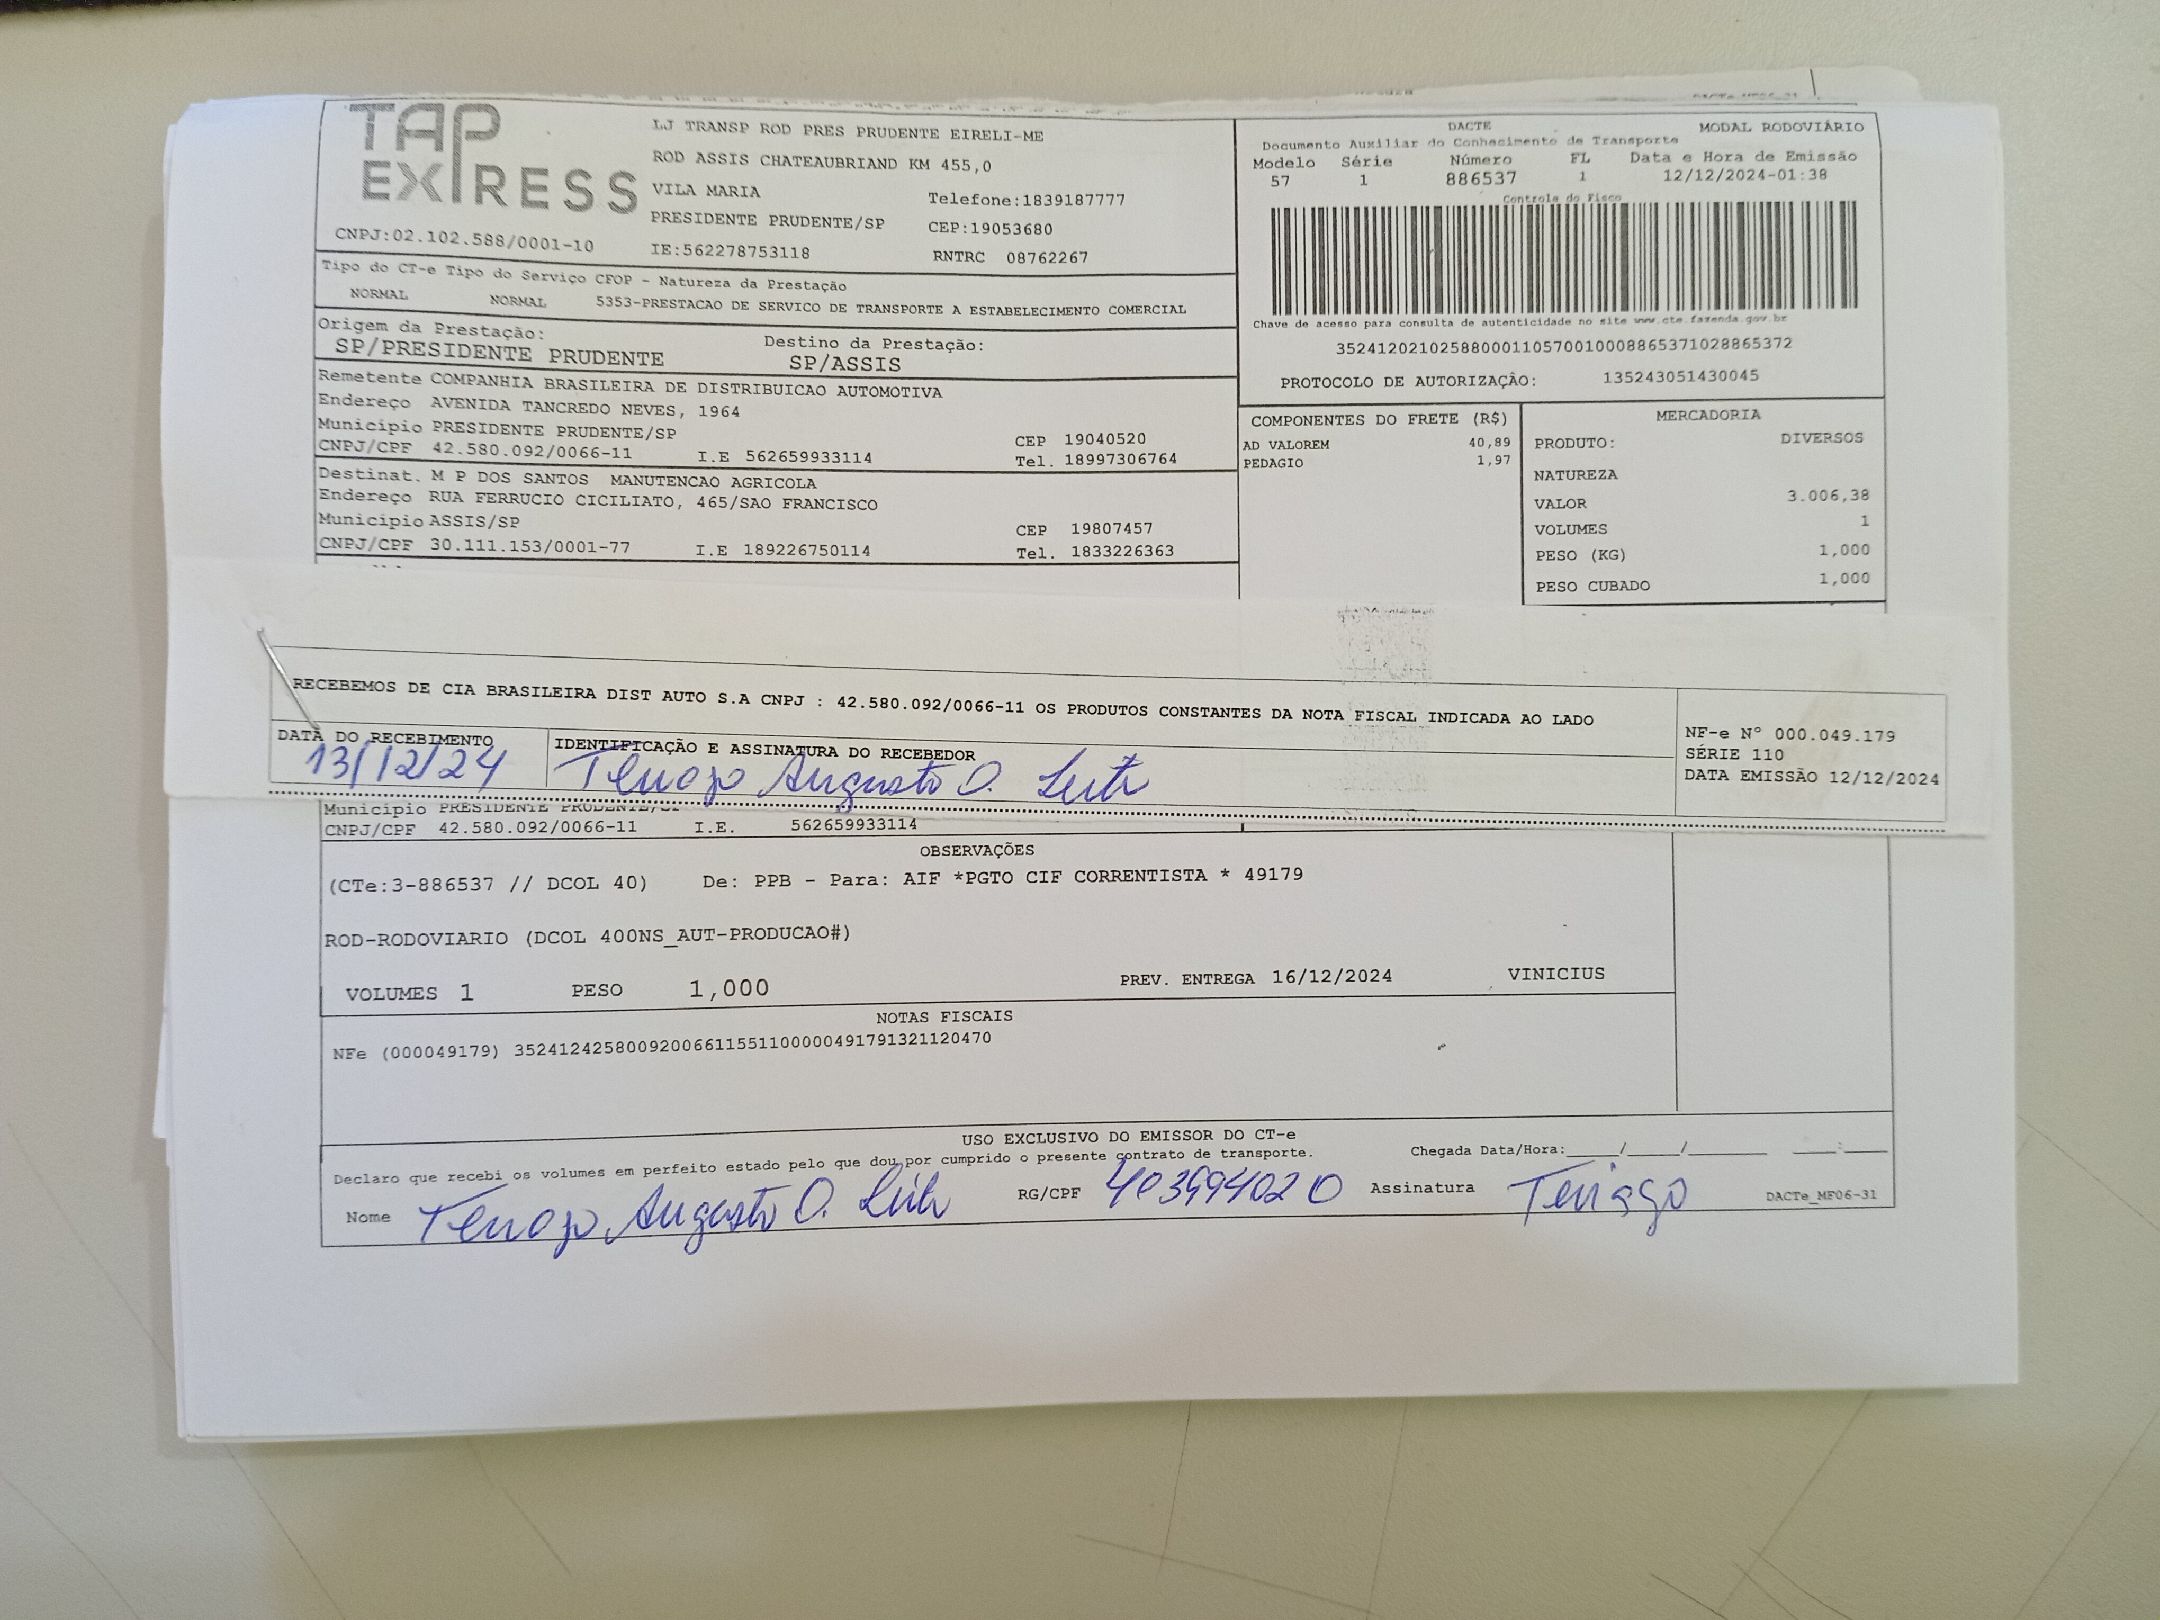 TAP
EXPRESS
CNPJ:02.102.588/0001-10
LJ TRANSP ROD PRES PRUDENTE EIRELI-ME
ROD ASSIS CHATEAUBRIAND KM 455,0
VILA MARIA Telefone:1839187777
PRESIDENTE PRUDENTE/SP CEP:19053680
IE:562278753118 RNTRC 08762267
DACTE MODAL RODOVIÁRIO
Documento Auxiliar do Conhecimento de Transporte
Modelo Série Número FL Data e Hora de Emissão
57 1 886537 1 12/12/2024-01:38
Controle do Fisco
Chave de acesso para consulta de autenticidade no site www.cte.fazenda.gov.br
35241202102588000110570010008865371028865372
PROTOCOLO DE AUTORIZAÇÃO: 135243051430045
Tipo do CT-e Tipo do Serviço CFOP - Natureza da Prestação
NORMAL NORMAL 5353-PRESTACAO DE SERVICO DE TRANSPORTE A ESTABELECIMENTO COMERCIAL
Origem da Prestação: Destino da Prestação:
SP/PRESIDENTE PRUDENTE SP/ASSIS
Remetente COMPANHIA BRASILEIRA DE DISTRIBUICAO AUTOMOTIVA
Endereço AVENIDA TANCREDO NEVES, 1964
Município PRESIDENTE PRUDENTE/SP CEP 19040520
CNPJ/CPF 42.580.092/0066-11 I.E 562659933114 Tel. 18997306764
Destinat. M P DOS SANTOS MANUTENCAO AGRICOLA
Endereço RUA FERRUCIO CICILIATO, 465/SAO FRANCISCO
Município ASSIS/SP CEP 19807457
CNPJ/CPF 30.111.153/0001-77 I.E 189226750114 Tel. 1833226363
COMPONENTES DO FRETE (R$)
AD VALOREM 40,89
PEDAGIO 1,97
MERCADORIA
PRODUTO: DIVERSOS
NATUREZA
VALOR 3.006,38
VOLUMES 1
PESO (KG) 1,000
PESO CUBADO 1,000
RECEBEMOS DE CIA BRASILEIRA DIST AUTO S.A CNPJ : 42.580.092/0066-11 OS PRODUTOS CONSTANTES DA NOTA FISCAL INDICADA AO LADO
DATA DO RECEBIMENTO IDENTIFICAÇÃO E ASSINATURA DO RECEBEDOR
13/12/24 Augusto O.
NF-e N° 000.049.179
SÉRIE 110
DATA EMISSÃO 12/12/2024
Município PRESIDENTE PRUDENTE/SP
CNPJ/CPF 42.580.092/0066-11 I.E. 562659933114
OBSERVAÇÕES
(CTe:3-886537 // DCOL 40) De: PPB - Para: AIF *PGTO CIF CORRENTISTA * 49179
ROD-RODOVIARIO (DCOL 400NS_AUT-PRODUCAO#)
VOLUMES 1 PESO 1,000 PREV. ENTREGA 16/12/2024 VINICIUS
NOTAS FISCAIS
NFe (000049179) 35241242580092006611551100000491791321120470
USO EXCLUSIVO DO EMISSOR DO CT-e
Declaro que recebi os volumes em perfeito estado pelo que dou por cumprido o presente contrato de transporte. Chegada Data/Hora:____/____/______ ___:___
Nome Augusto O. RG/CPF Assinatura DACTe_MF06-31